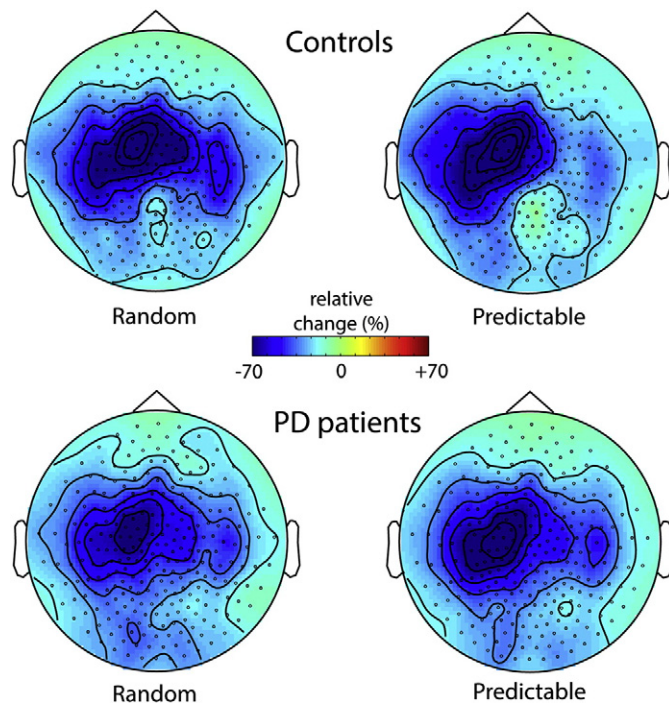 Controls
Random
Predictable
relative
change (%)
-70 0 +70
PD patients
Random
Predictable